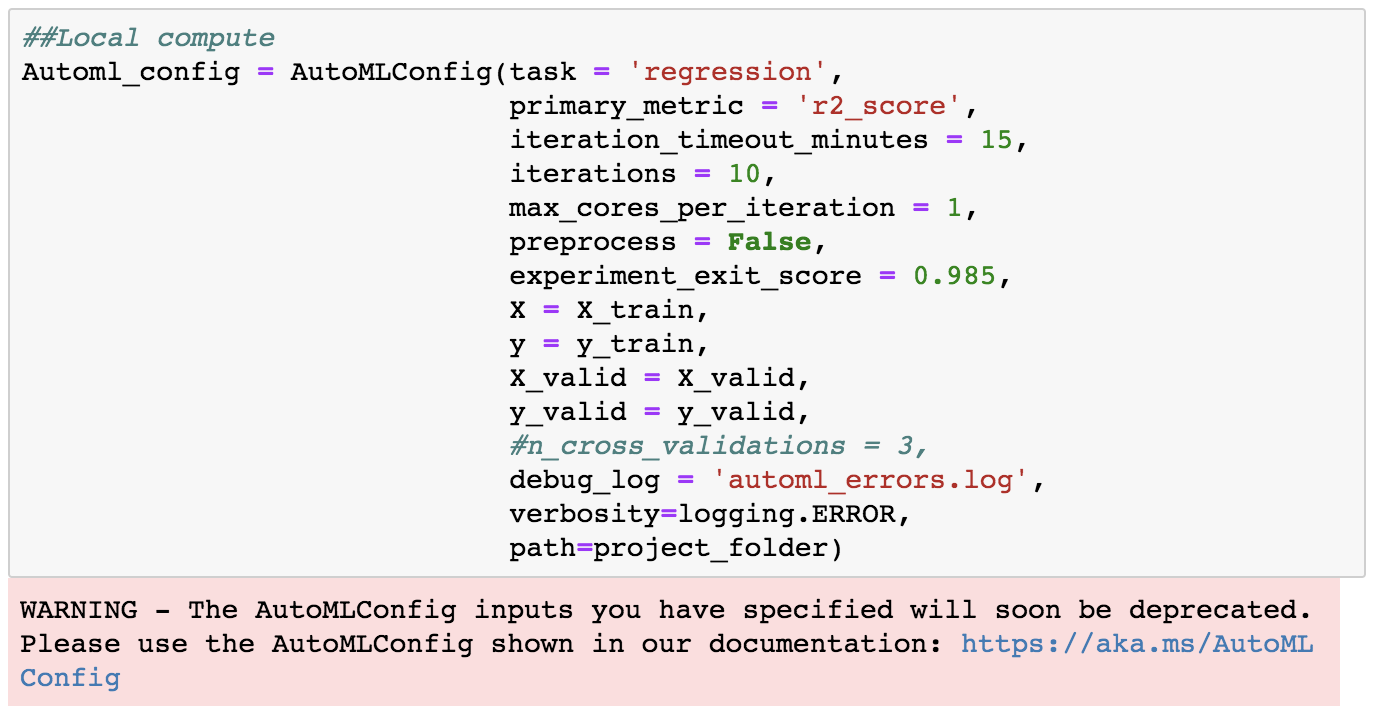 ##Local compute
Automl_config = AutoMLConfig(task = 'regression',
primary_metric = 'r2_score',
iteration_timeout_minutes = 15,
iterations = 10,
max_cores_per_iteration = 1,
preprocess = False,
experiment_exit_score = 0.985,
X = X_train,
y = y_train,
X_valid = X_valid,
y_valid = y_valid,
#n_cross_validations = 3,
debug_log = 'automl_errors.log',
verbosity=logging.ERROR,
path=project_folder)
WARNING - The AutoMLConfig inputs you have specified will soon be deprecated.
Please use the AutoMLConfig shown in our documentation: https://aka.ms/AutoML
Config